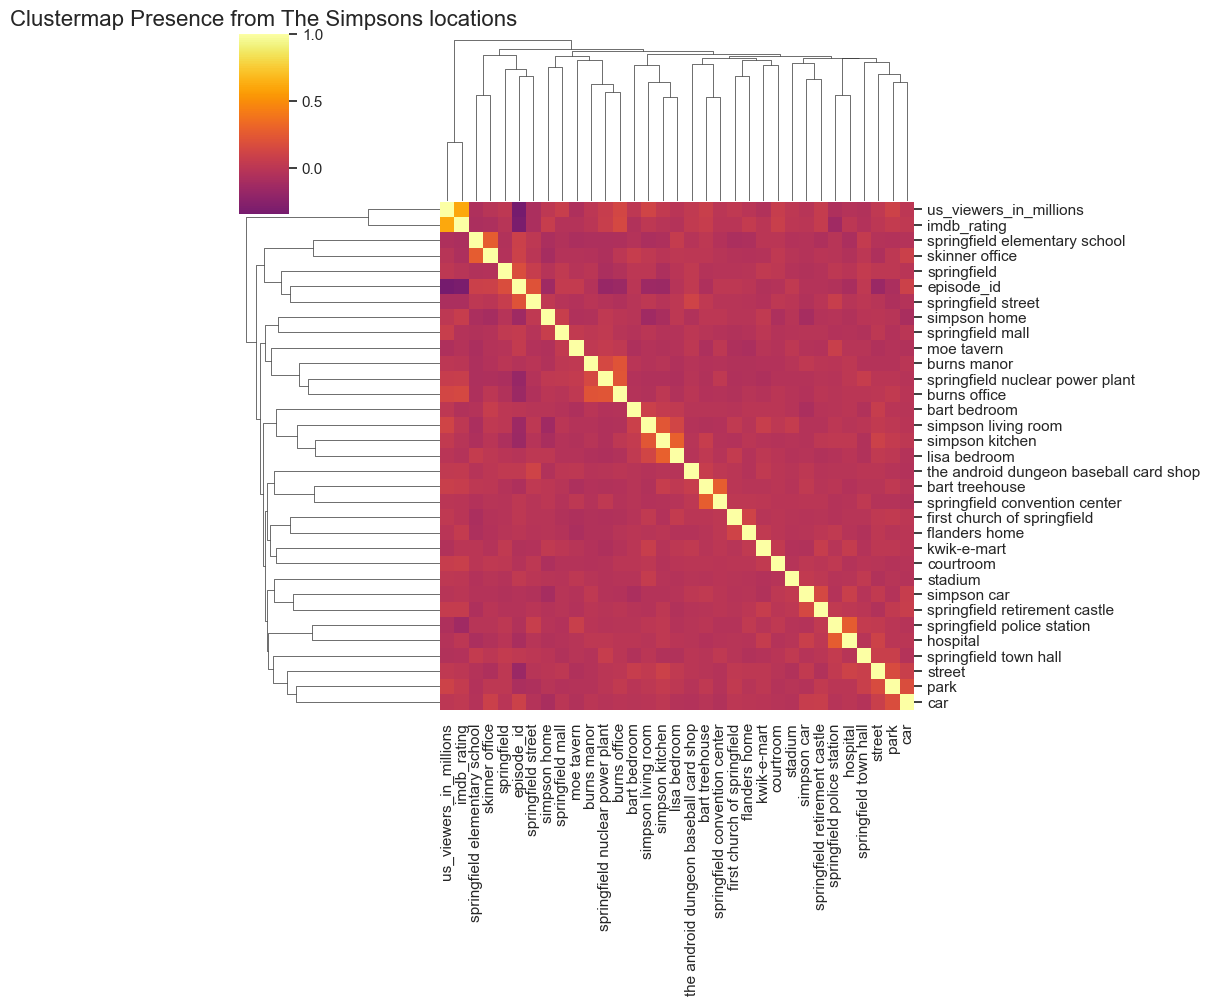 Clustermap Presence from The Simpsons locations
1.0
0.5
0.0
us_viewers_in_millions
imdb_rating
springfield elementary school
skinner office
springfield
episode_id
springfield street
simpson home
springfield mall
moe tavern
burns manor
springfield nuclear power plant
burns office
bart bedroom
simpson living room
simpson kitchen
lisa bedroom
the android dungeon baseball card shop
bart treehouse
springfield convention center
first church of springfield
flanders home
kwik-e-mart
courtroom
stadium
simpson car
springfield retirement castle
springfield police station
hospital
springfield town hall
street
park
car
us_viewers_in_millions
imdb_rating
springfield elementary school
skinner office
springfield
episode_id
springfield street
simpson home
springfield mall
moe tavern
burns manor
springfield nuclear power plant
burns office
bart bedroom
simpson living room
simpson kitchen
lisa bedroom
the android dungeon baseball card shop
bart treehouse
springfield convention center
first church of springfield
flanders home
kwik-e-mart
courtroom
stadium
simpson car
springfield retirement castle
springfield police station
hospital
springfield town hall
street
park
car